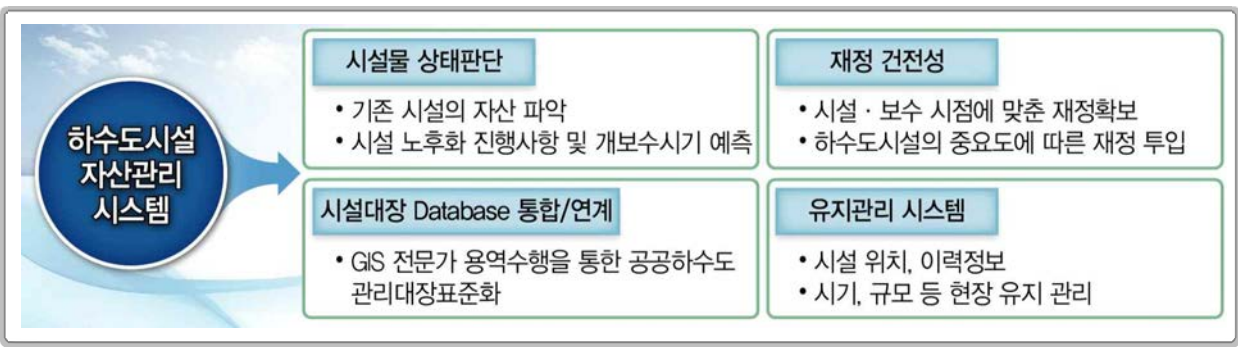 하수도시설
자산관리
시스템
시설물 상태판단
• 기존 시설의 자산 파악
• 시설 노후화 진행사항 및 개보수시기 예측
재정 건전성
• 시설 · 보수 시점에 맞춘 재정확보
• 하수도시설의 중요도에 따른 재정 투입
시설대장 Database 통합/연계
• GIS 전문가 용역수행을 통한 공공하수도
관리대장표준화
유지관리 시스템
• 시설 위치, 이력정보
• 시기, 규모 등 현장 유지 관리